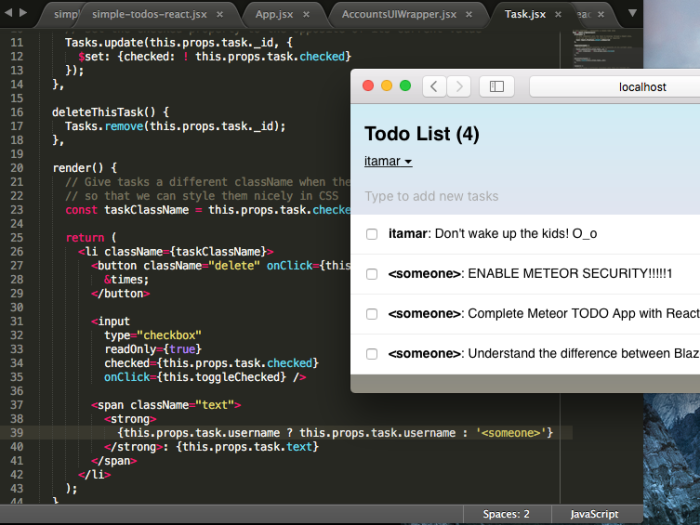 simpl simple-todos-react.jsx App.jsx AccountsUIWrapper.jsx Task.jsx
11 Tasks.update(this.props.task._id, {
12 $set: {checked: ! this.props.task.checked}
13 });
14 },
15
16 deleteThisTask() {
17 Tasks.remove(this.props.task._id);
18 },
19
20 render() {
21 // Give tasks a different className when the
22 // so that we can style them nicely in CSS
23 const taskClassName = this.props.task.checke
24
25 return (
26 <li className={taskClassName}>
27 <button className="delete" onClick={this
28 &times;
29 </button>
30
31 <input
32 type="checkbox"
33 readOnly={true}
34 checked={this.props.task.checked}
35 onClick={this.toggleChecked} />
36
37 <span className="text">
38 <strong>
39 {this.props.task.username ? this.props.task.username : '<someone>'}
40 </strong>: {this.props.task.text}
41 </span>
42 </li>
43 );
44 }
Spaces: 2 JavaScript
localhost
Todo List (4)
itamar
Type to add new tasks
itamar: Don't wake up the kids! O_o
<someone>: ENABLE METEOR SECURITY!!!!!1
<someone>: Complete Meteor TODO App with React
<someone>: Understand the difference between Blaz